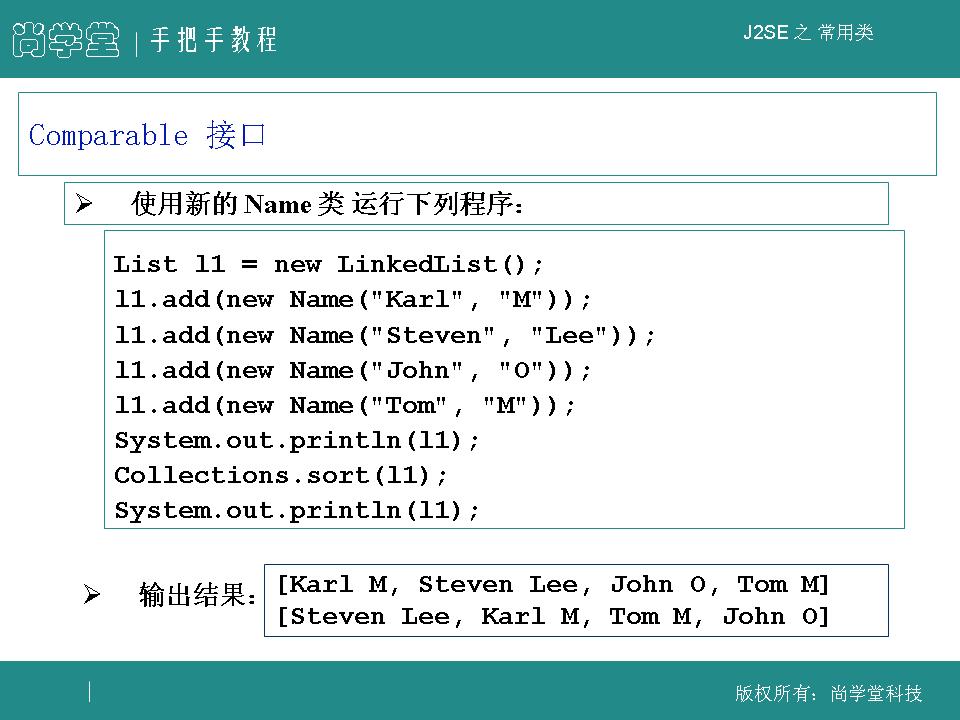 尚学堂 | 手把手教程
J2SE 之 常用类
Comparable 接口
使用新的 Name 类 运行下列程序：
List l1 = new LinkedList();
l1.add(new Name("Karl", "M"));
l1.add(new Name("Steven", "Lee"));
l1.add(new Name("John", "O"));
l1.add(new Name("Tom", "M"));
System.out.println(l1);
Collections.sort(l1);
System.out.println(l1);
输出结果：
[Karl M, Steven Lee, John O, Tom M]
[Steven Lee, Karl M, Tom M, John O]
版权所有：尚学堂科技